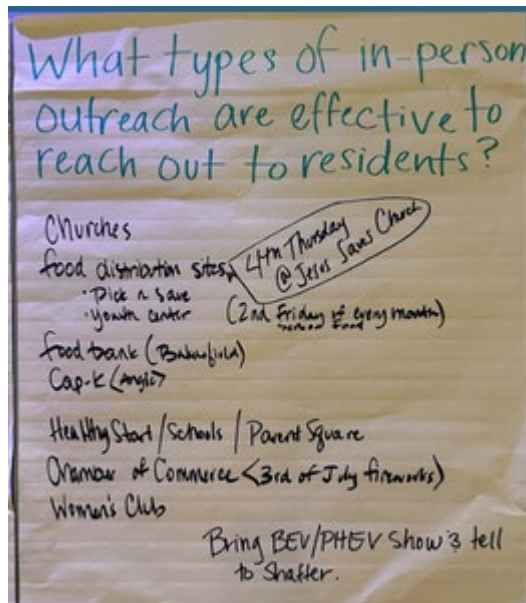 What types of in-person
outreach are effective to
reach out to residents?
Churches
food distribution sites
4th Thursday
@ Jesus Saves Church
• Pick n Save
• Youth center
(2nd Friday of every month)
food bank (Bakersfield)
Cap-K (Angie)
Healthy Start / Schools / Parent Square
Chamber of Commerce (3rd of July fireworks)
Women's Club
Bring BEV/PHEV Show & tell
to Shafter.